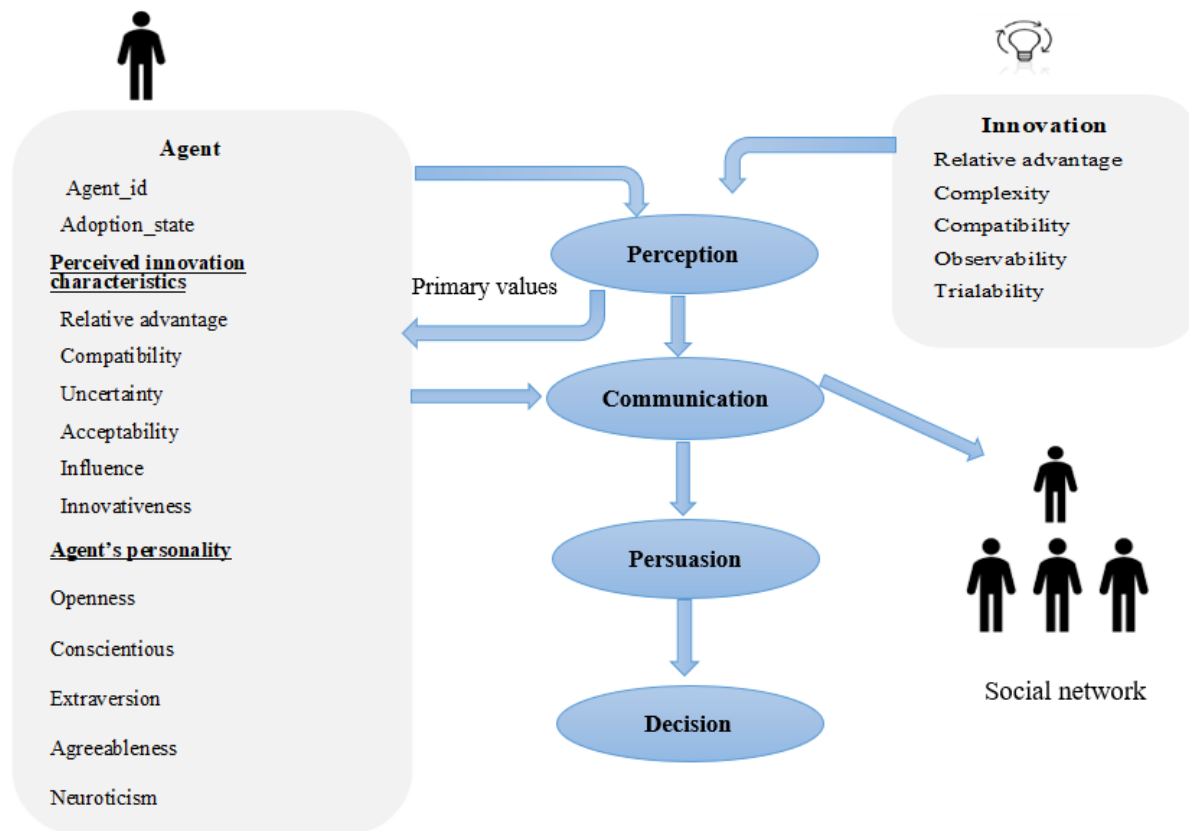 Agent
Agent_id
Adoption_state
Perceived innovation
characteristics
Relative advantage
Compatibility
Uncertainty
Acceptability
Influence
Innovativeness
Agent's personality
Openness
Conscientious
Extraversion
Agreeableness
Neuroticism
Primary values
Perception
Communication
Persuasion
Decision
Innovation
Relative advantage
Complexity
Compatibility
Observability
Trialability
Social network